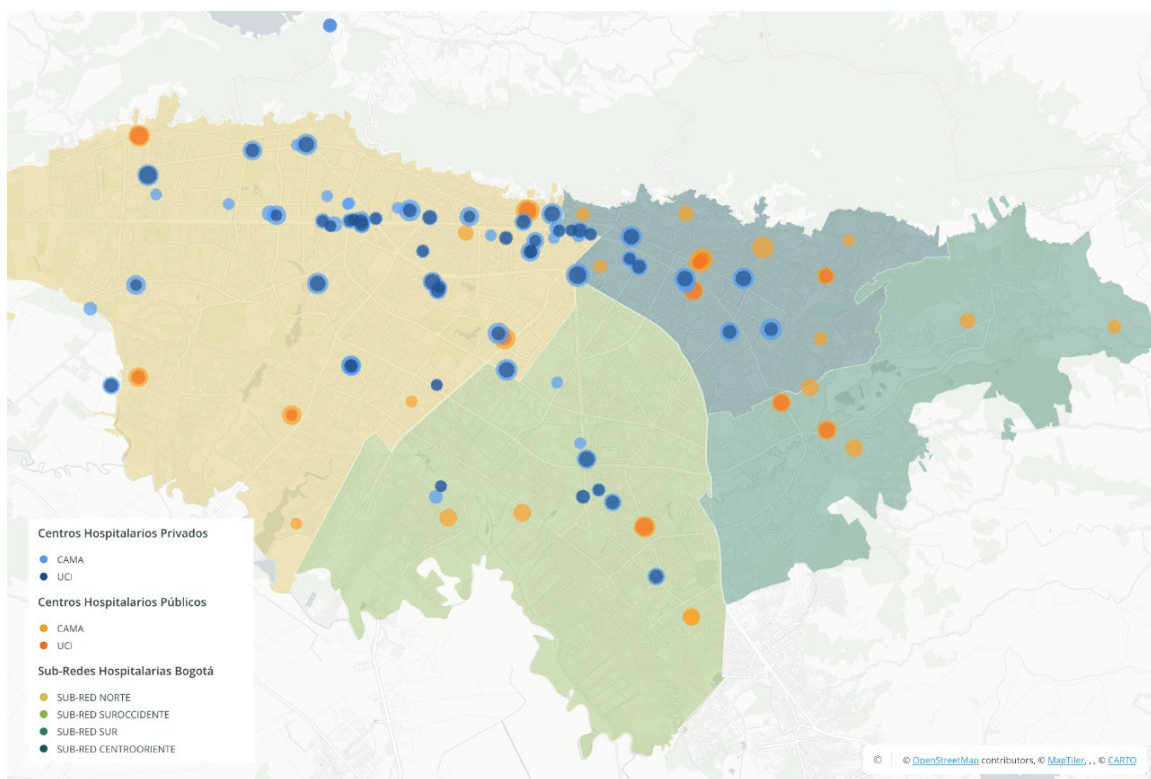 Centros Hospitalarios Privados
CAMA
UCI
Centros Hospitalarios Públicos
CAMA
UCI
Sub-Redes Hospitalarias Bogotá
SUB-RED NORTE
SUB-RED SUROCCIDENTE
SUB-RED SUR
SUB-RED CENTROORIENTE
© © OpenStreetMap contributors, © MapTiler, , , © CARTO